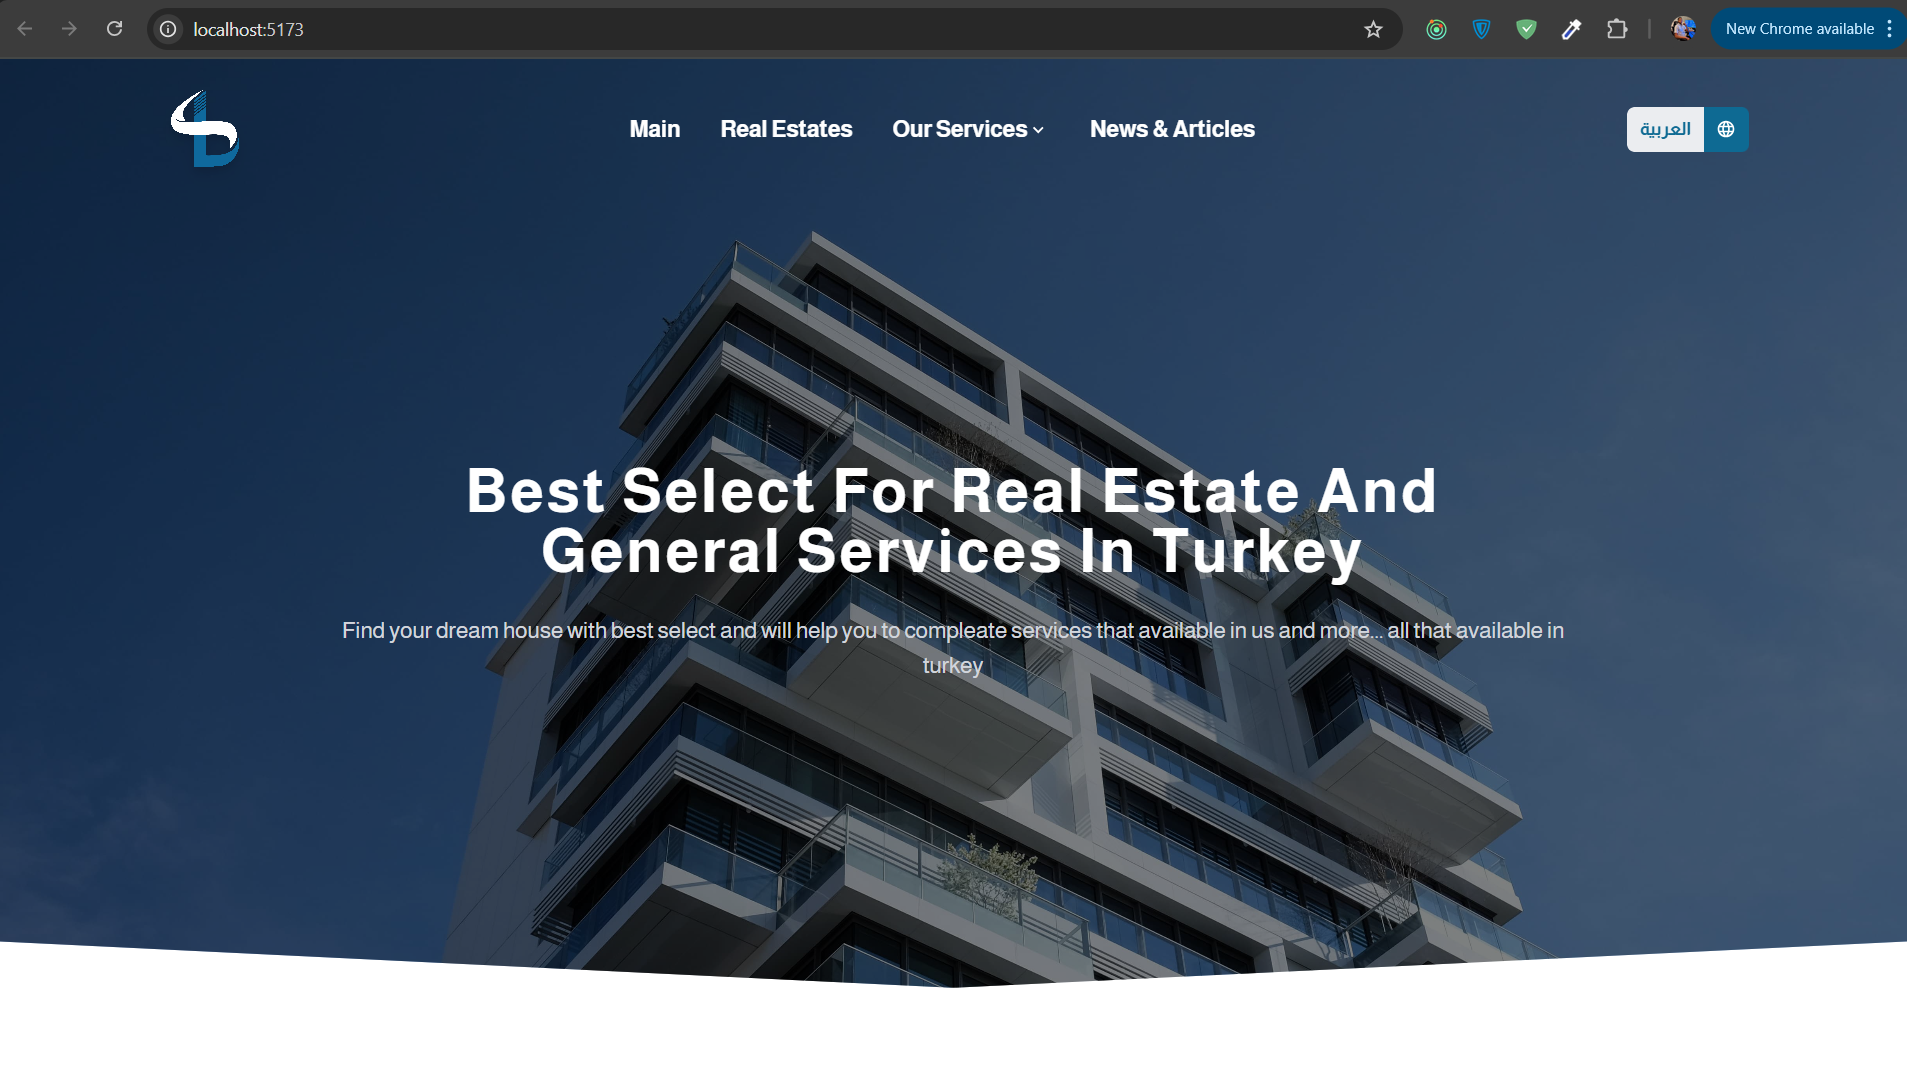 localhost:5173
New Chrome available
Main
Real Estates
Our Services
News & Articles
العربية
Best Select For Real Estate And
General Services In Turkey
Find your dream house with best select and will help you to compleate services that available in us and more... all that available in
turkey